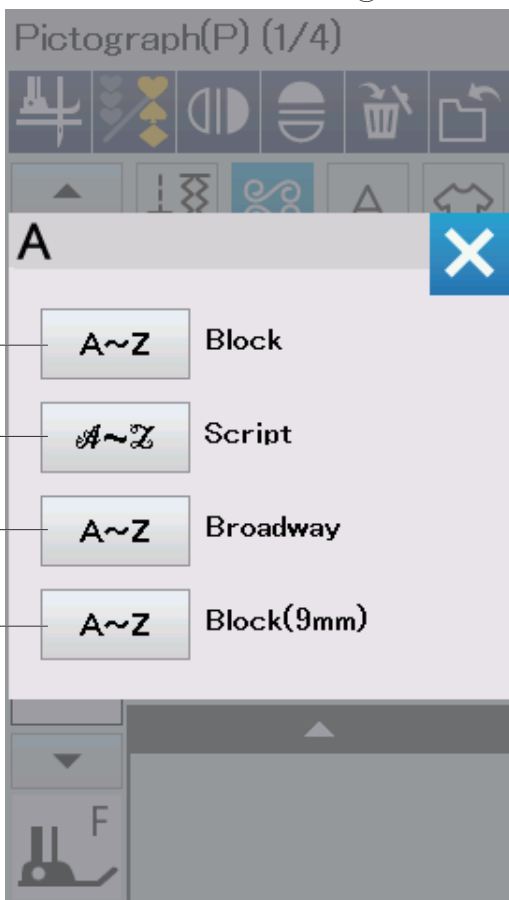 Pictograph(P) (1/4)
A
A
A~Z Block
A~Z Script
A~Z Broadway
A~Z Block(9mm)
F